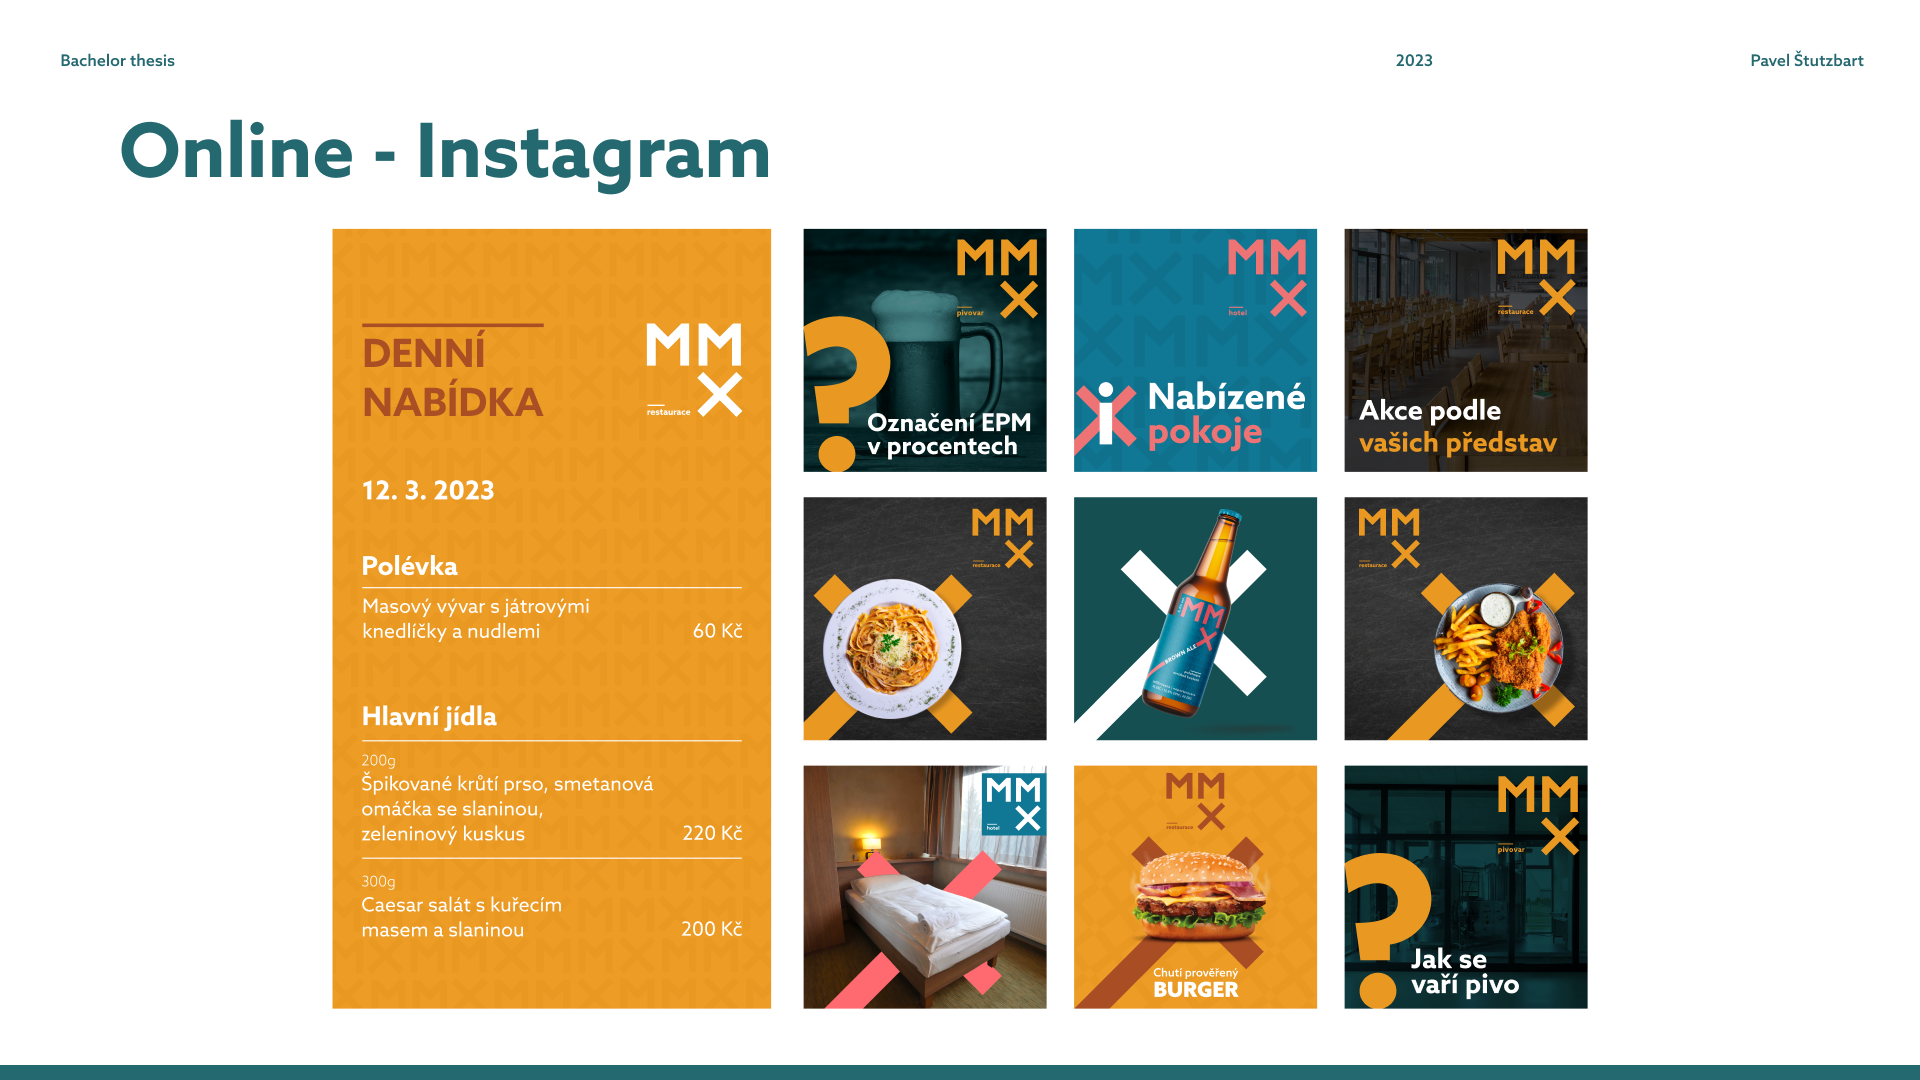 Bachelor thesis
2023
Pavel Štutzbart
Online - Instagram
DENNÍ
NABÍDKA
MM
X
restaurace
12. 3. 2023
Polévka
Masový vývar s játrovými
knedlíčky a nudlemi
60 Kč
Hlavní jídla
200g
Špikované krůtí prso, smetanová
omáčka se slaninou,
zeleninový kuskus
220 Kč
300g
Caesar salát s kuřecím
masem a slaninou
200 Kč
MM
X
pivovar
?
Označení EPM
v procentech
MM
X
hotel
i
Nabízené
pokoje
MM
X
restaurace
Akce podle
vašich představ
MM
X
restaurace
MM
X
BROWN ALE
MM
X
restaurace
MM
X
hotel
MM
X
restaurace
Chutí prověřený
BURGER
MM
X
pivovar
?
Jak se
vaří pivo